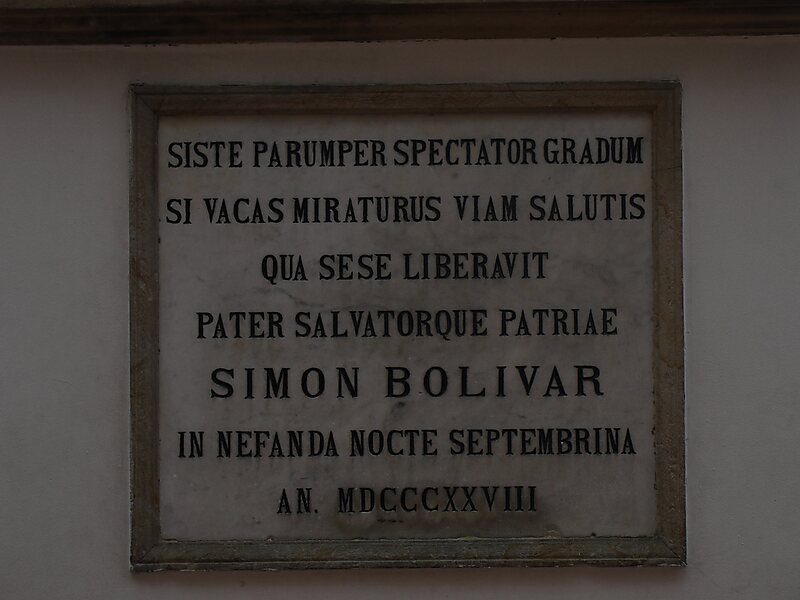 SISTE PARUMPER SPECTATOR GRADUM
SI VACAS MIRATURUS VIAM SALUTIS
QUA SESE LIBERAVIT
PATER SALVATORQUE PATRIAE
SIMON BOLIVAR
IN NEFANDA NOCTE SEPTEMBRINA
AN. MDCCCXXVIII